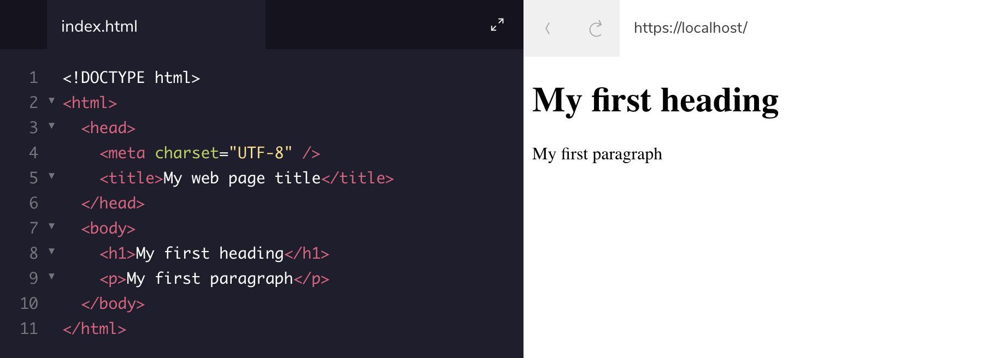 index.html
1 <!DOCTYPE html>
2 <html>
3 <head>
4 <meta charset="UTF-8" />
5 <title>My web page title</title>
6 </head>
7 <body>
8 <h1>My first heading</h1>
9 <p>My first paragraph</p>
10 </body>
11 </html>
https://localhost/
My first heading
My first paragraph